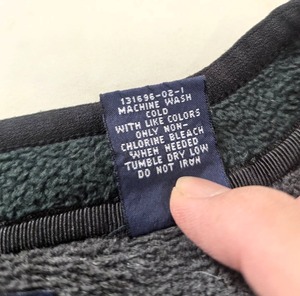 131696-02-1
MACHINE WASH
COLD
WITH LIKE COLORS
ONLY NON-
CHLORINE BLEACH
WHEN NEEDED
TUMBLE DRY LOW
DO NOT IRON